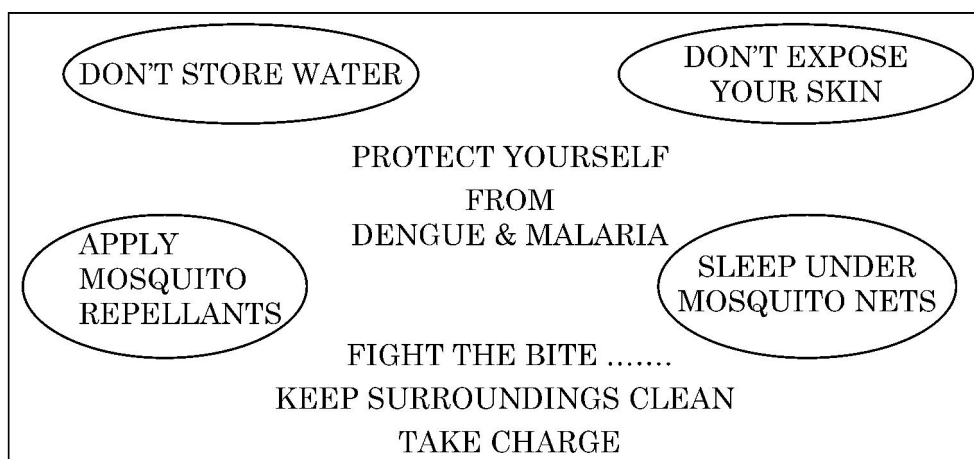 DON'T STORE WATER
DON'T EXPOSE
YOUR SKIN
PROTECT YOURSELF
FROM
DENGUE & MALARIA
APPLY
MOSQUITO
REPELLANTS
SLEEP UNDER
MOSQUITO NETS
FIGHT THE BITE .......
KEEP SURROUNDINGS CLEAN
TAKE CHARGE